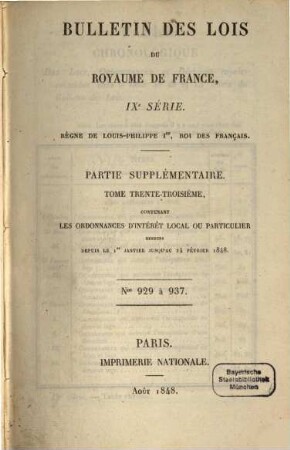 BULLETIN DES LOIS
DU
ROYAUME DE FRANCE,
IXe SÉRIE.
RÈGNE DE LOUIS-PHILIPPE Ier, ROI DES FRANÇAIS.
PARTIE SUPPLÉMENTAIRE.
TOME TRENTE-TROISIÈME,
CONTENANT
LES ORDONNANCES D'INTÉRÊT LOCAL OU PARTICULIER
RENDUES
DEPUIS LE 1er JANVIER JUSQU'AU 24 FÉVRIER 1848.
Nos 929 à 937.
PARIS.
IMPRIMERIE NATIONALE.
Août 1848.
Bayerische
Staatsbibliothek
München